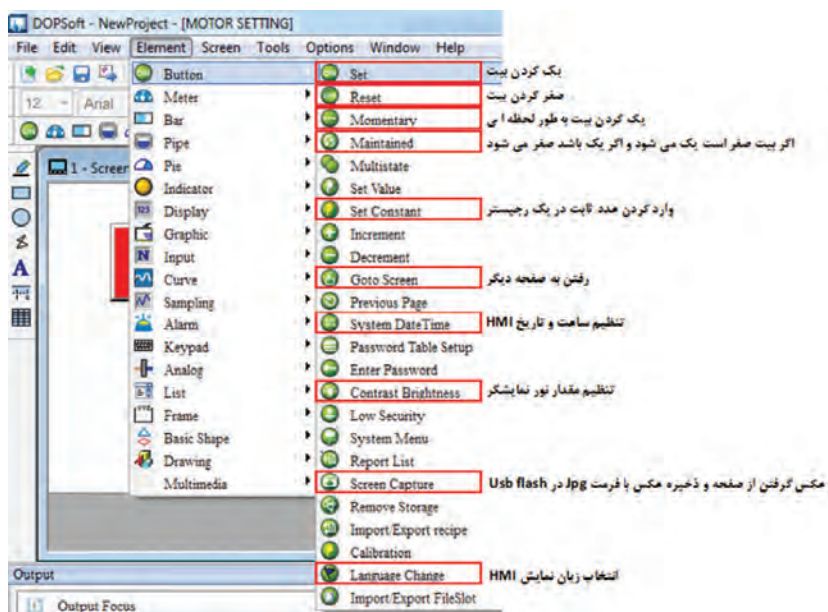 DOPSoft - NewProject - [MOTOR SETTING]
File Edit View Element Screen Tools Options Window Help
12 Arial
1 - Screen
Button
Meter
Bar
Pipe
Pie
Indicator
Display
Graphic
Input
Curve
Sampling
Alarm
Keypad
Analog
List
Frame
Basic Shape
Drawing
Multimedia
Set یک کردن بیت
Reset صفر کردن بیت
Momentary یک کردن بیت به طور لحظه ا یی
Maintained اگر بیت صفر است یک می شود و اگر یک باشد صفر می شود
Multistate
Set Value
Set Constant وارد کردن عدد ثابت در یک رجیستر
Increment
Decrement
Goto Screen رفتن به صفحه دیگر
Previous Page
System DateTime تنظیم ساعت و تاریخ HMI
Password Table Setup
Enter Password
Contrast Brightness تنظیم مقدار نور نمایشگر
Low Security
System Menu
Report List
Screen Capture عکس گرفتن از صفحه و ذخیره عکس با فرمت Jpg در Usb flash
Remove Storage
Import/Export recipe
Calibration
Language Change انتخاب زبان نمایش HMI
Import/Export FileSlot
Output
Output Focus